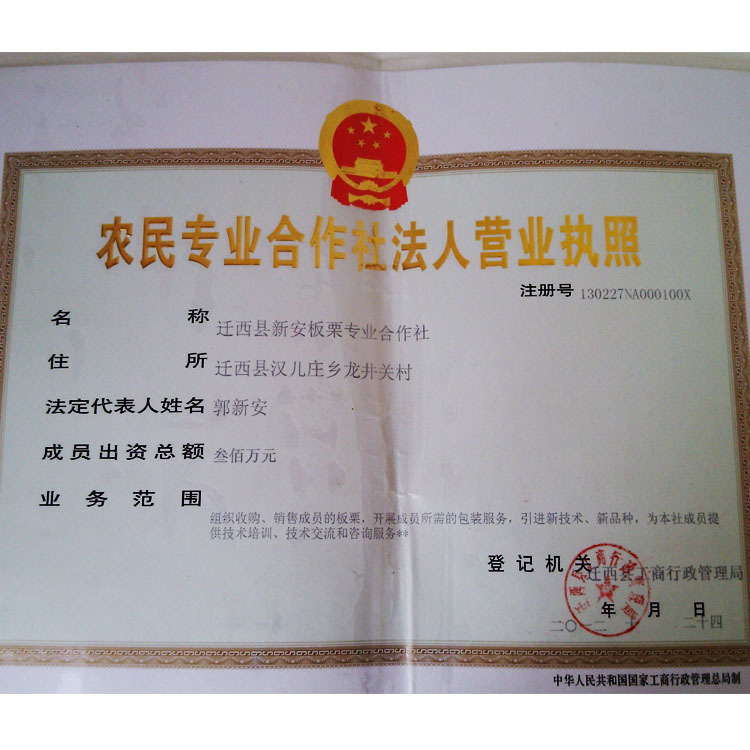 农民专业合作社法人营业执照
注册号 130227NA000100X
名称 迁西县新安板栗专业合作社
住所 迁西县汉儿庄乡龙井关村
法定代表人姓名 郭新安
成员出资总额 叁佰万元
业务范围
组织收购、销售成员的板栗，开展成员所需的包装服务，引进新技术、新品种，为本社成员提
供技术培训、技术交流和咨询服务**
登记机关 迁西县工商行政管理局
年 月 日
二〇一二 二十四
中华人民共和国国家工商行政管理总局制